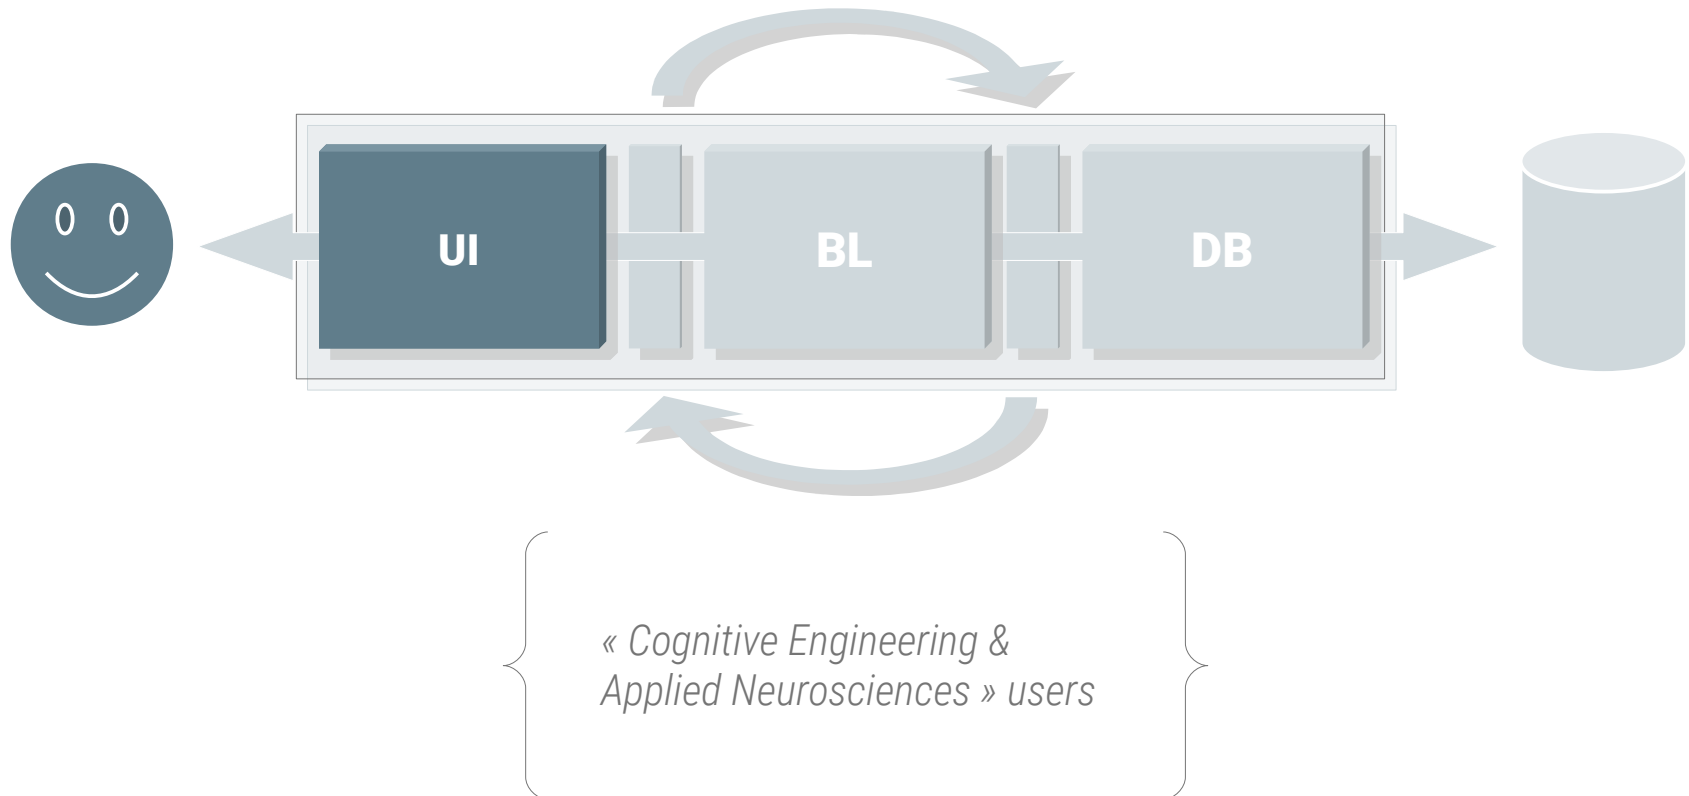 UI
BL
DB
« Cognitive Engineering &
Applied Neurosciences » users